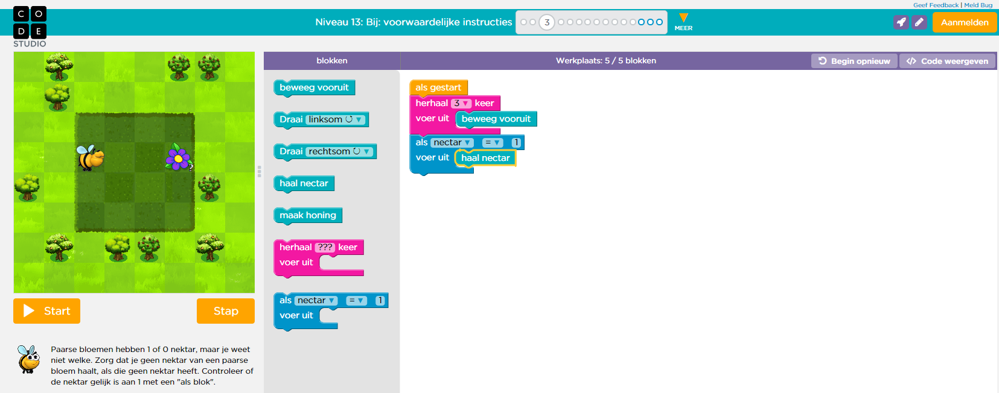 Geef Feedback | Meld Bug
CODE
STUDIO
Niveau 13: Bij: voorwaardelijke instructies
3
MEER
Aanmelden
blokken
Werkplaats: 5 / 5 blokken
Begin opnieuw
</> Code weergeven
beweeg vooruit
Draai linksom ↺ ▼
Draai rechtsom ↻ ▼
haal nectar
maak honing
herhaal ??? keer
voer uit
als nectar ▼ = ▼ 1
voer uit
als gestart
herhaal 3 ▼ keer
voer uit beweeg vooruit
als nectar ▼ = ▼ 1
voer uit haal nectar
?
Start
Stap
Paarse bloemen hebben 1 of 0 nektar, maar je weet
niet welke. Zorg dat je geen nektar van een paarse
bloem haalt, als die geen nektar heeft. Controleer of
de nektar gelijk is aan 1 met een "als blok".